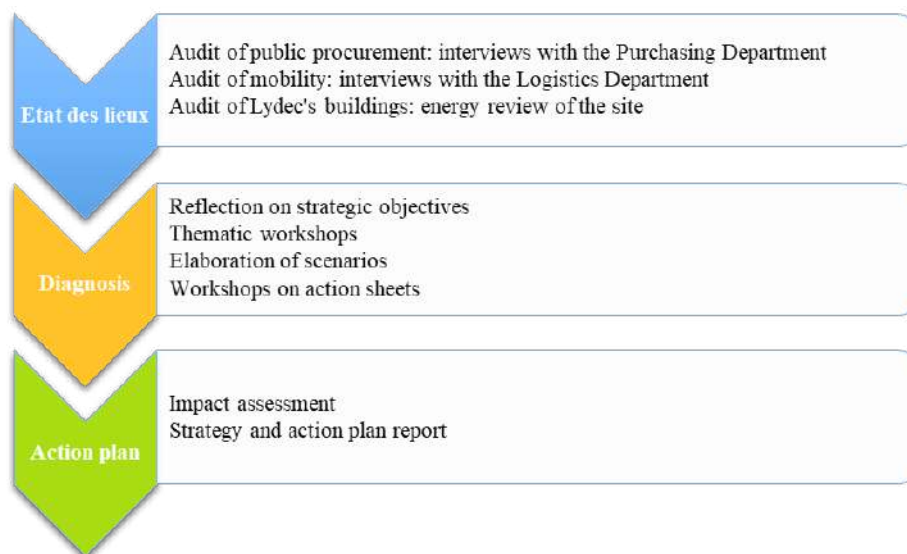 Etat des lieux
Audit of public procurement: interviews with the Purchasing Department
Audit of mobility: interviews with the Logistics Department
Audit of Lydec's buildings: energy review of the site
Diagnosis
Reflection on strategic objectives
Thematic workshops
Elaboration of scenarios
Workshops on action sheets
Action plan
Impact assessment
Strategy and action plan report